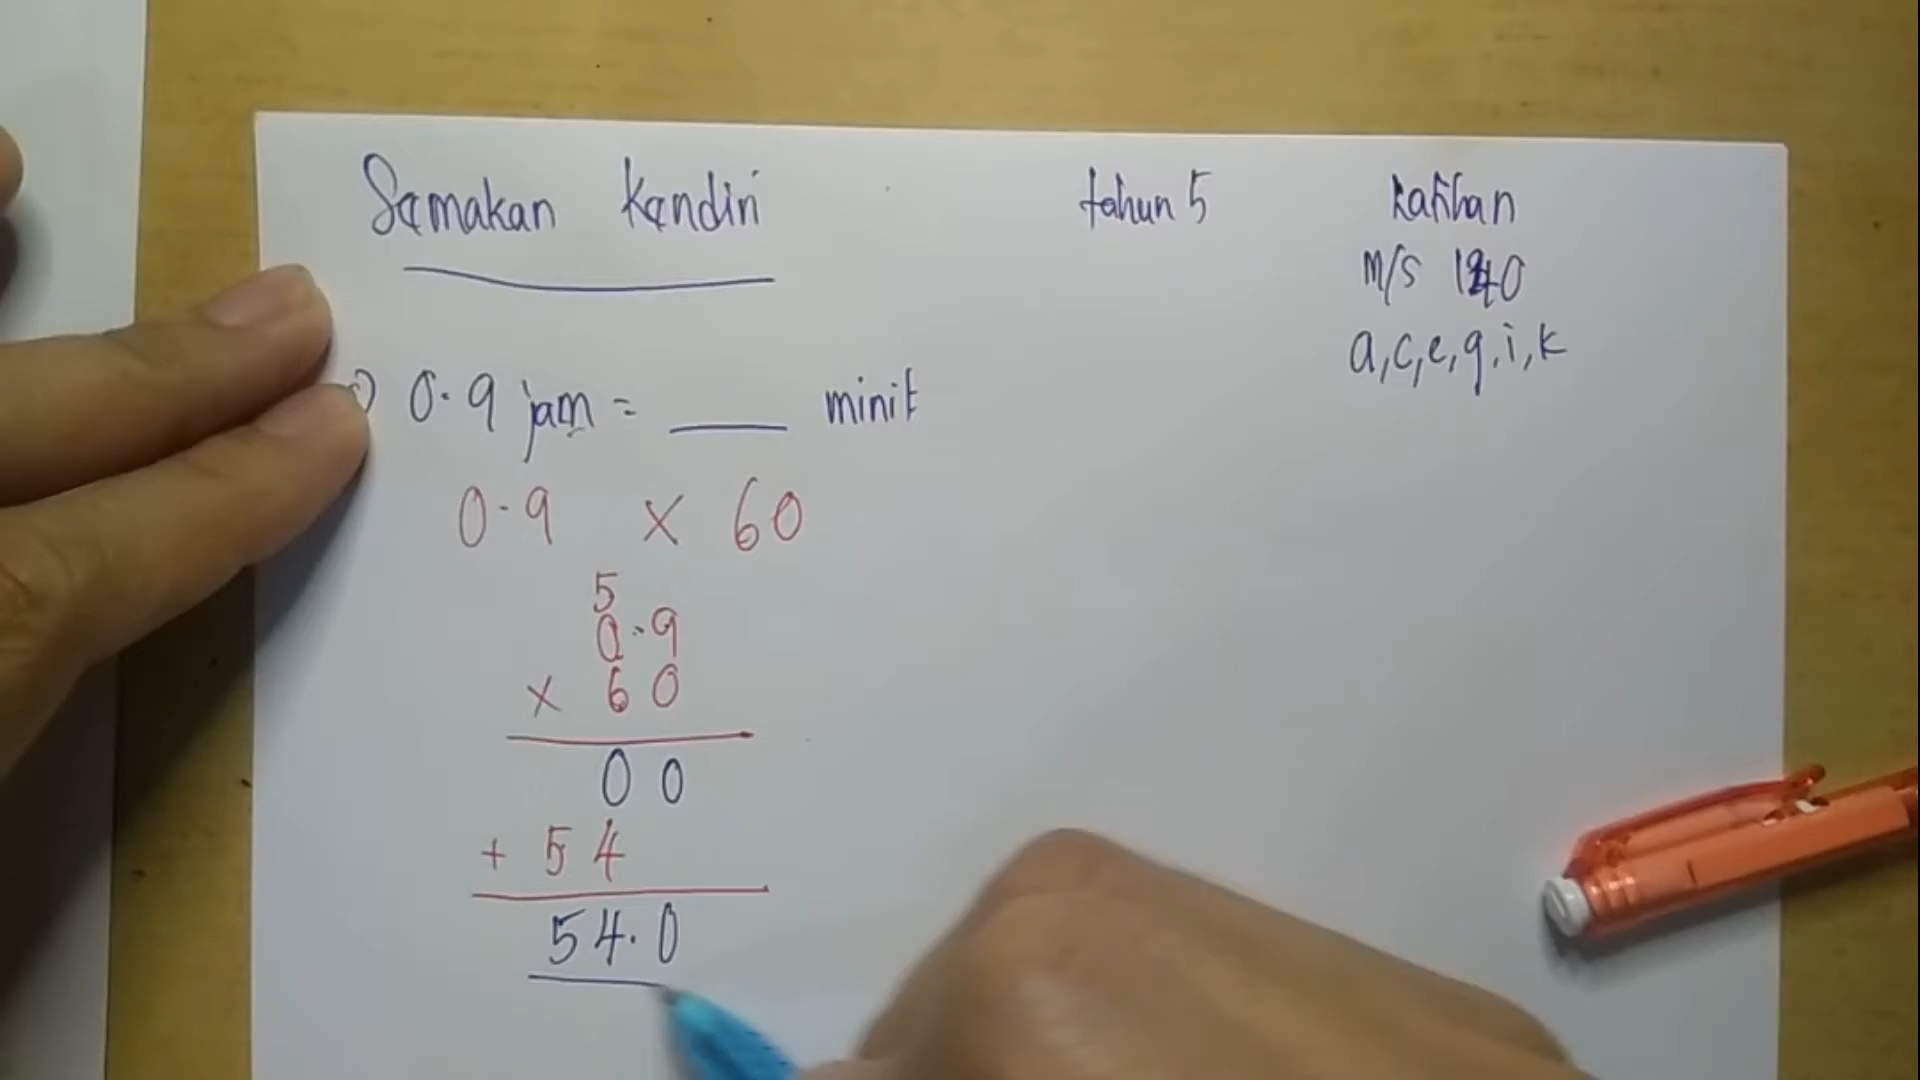 Samakan Kendiri
tahun 5
Latihan
m/s 140
a,c,e,g,i,k
0.9 jam = ____ minit
0.9 x 60
5
0.9
x 60
00
+ 54
54.0